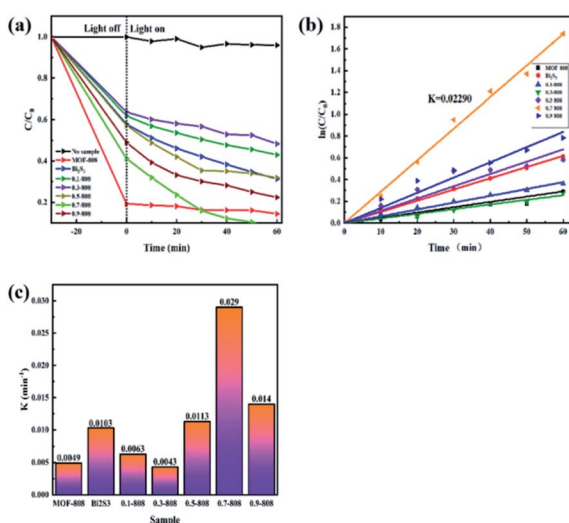 (a)
Light off
Light on
1.0
0.8
0.6
0.4
0.2
C/C0
No sample
MOF-808
Bi2S3
0.1-808
0.3-808
0.5-808
0.7-808
0.9-808
-20
0
20
40
60
Time (min)
(b)
1.8
1.6
1.4
1.2
1.0
0.8
0.6
0.4
0.2
0.0
ln(C/C0)
K=0.02290
MOF-808
Bi2S3
0.1-808
0.3-808
0.5-808
0.7-808
0.9-808
0
10
20
30
40
50
60
Time (min)
(c)
0.030
0.025
0.020
0.015
0.010
0.005
0.000
K (min-1)
0.0049
0.0103
0.0063
0.0043
0.0113
0.029
0.014
MOF-808
Bi2S3
0.1-808
0.3-808
0.5-808
0.7-808
0.9-808
Sample